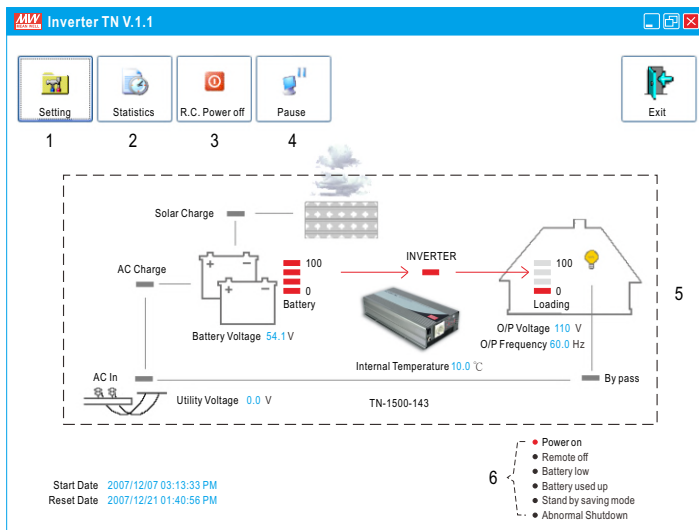 MW MEAN WELL Inverter TN V.1.1
Setting
Statistics
R.C. Power off
Pause
Exit
1
2
3
4
Solar Charge
AC Charge
+ -
+ -
100
0
Battery
INVERTER
100
0
Loading
5
Battery Voltage 54.1 V
O/P Voltage 110 V
O/P Frequency 60.0 Hz
Internal Temperature 10.0 ℃
AC In
By pass
Utility Voltage 0.0 V
TN-1500-143
6
Power on
Remote off
Battery low
Battery used up
Stand by saving mode
Abnormal Shutdown
Start Date 2007/12/07 03:13:33 PM
Reset Date 2007/12/21 01:40:56 PM